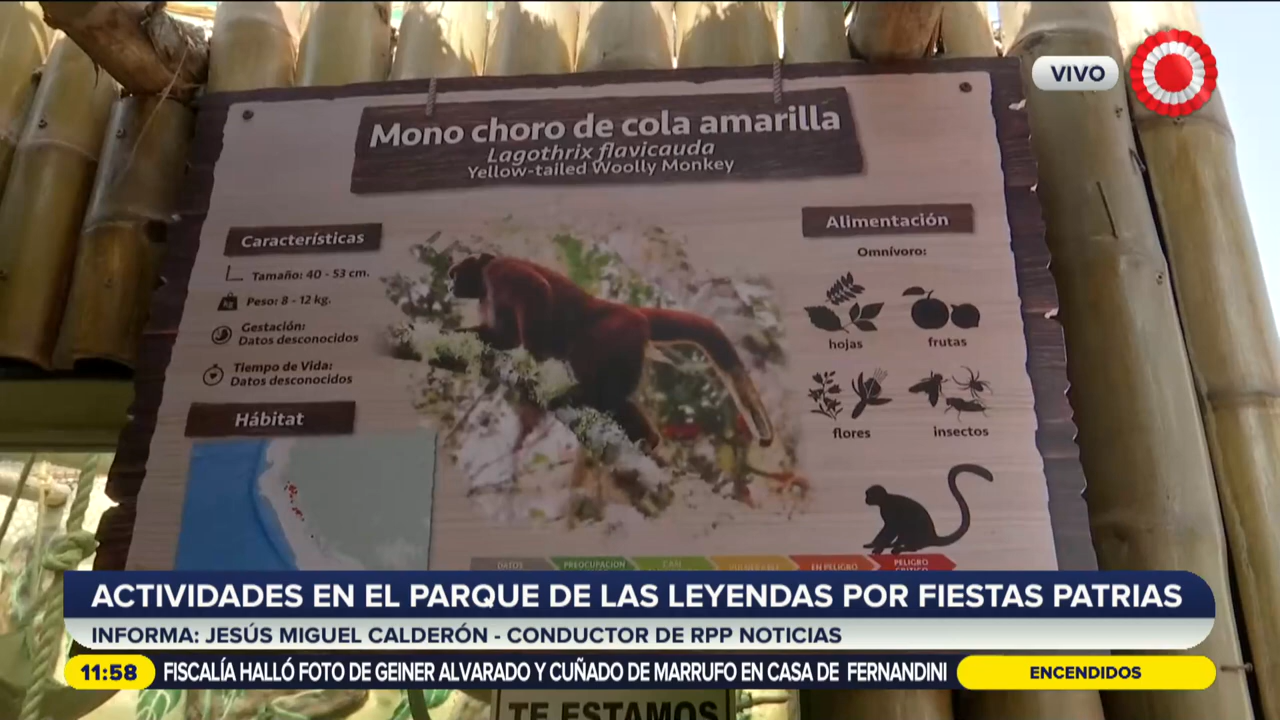 VIVO
Mono choro de cola amarilla
Lagothrix flavicauda
Yellow-tailed Woolly Monkey
Características
Tamaño: 40 - 53 cm.
kg
Peso: 8 - 12 kg.
Gestación:
Datos desconocidos
Tiempo de Vida:
Datos desconocidos
Hábitat
Alimentación
Omnívoro:
hojas
frutas
flores
insectos
DATOS
PREOCUPACIÓN
CASI
VULNERABLE
EN PELIGRO
PELIGRO
CRÍTICO
ACTIVIDADES EN EL PARQUE DE LAS LEYENDAS POR FIESTAS PATRIAS
INFORMA: JESÚS MIGUEL CALDERÓN - CONDUCTOR DE RPP NOTICIAS
11:58 FISCALÍA HALLÓ FOTO DE GEINER ALVARADO Y CUÑADO DE MARRUFO EN CASA DE FERNANDINI ENCENDIDOS
TE ESTAMOS